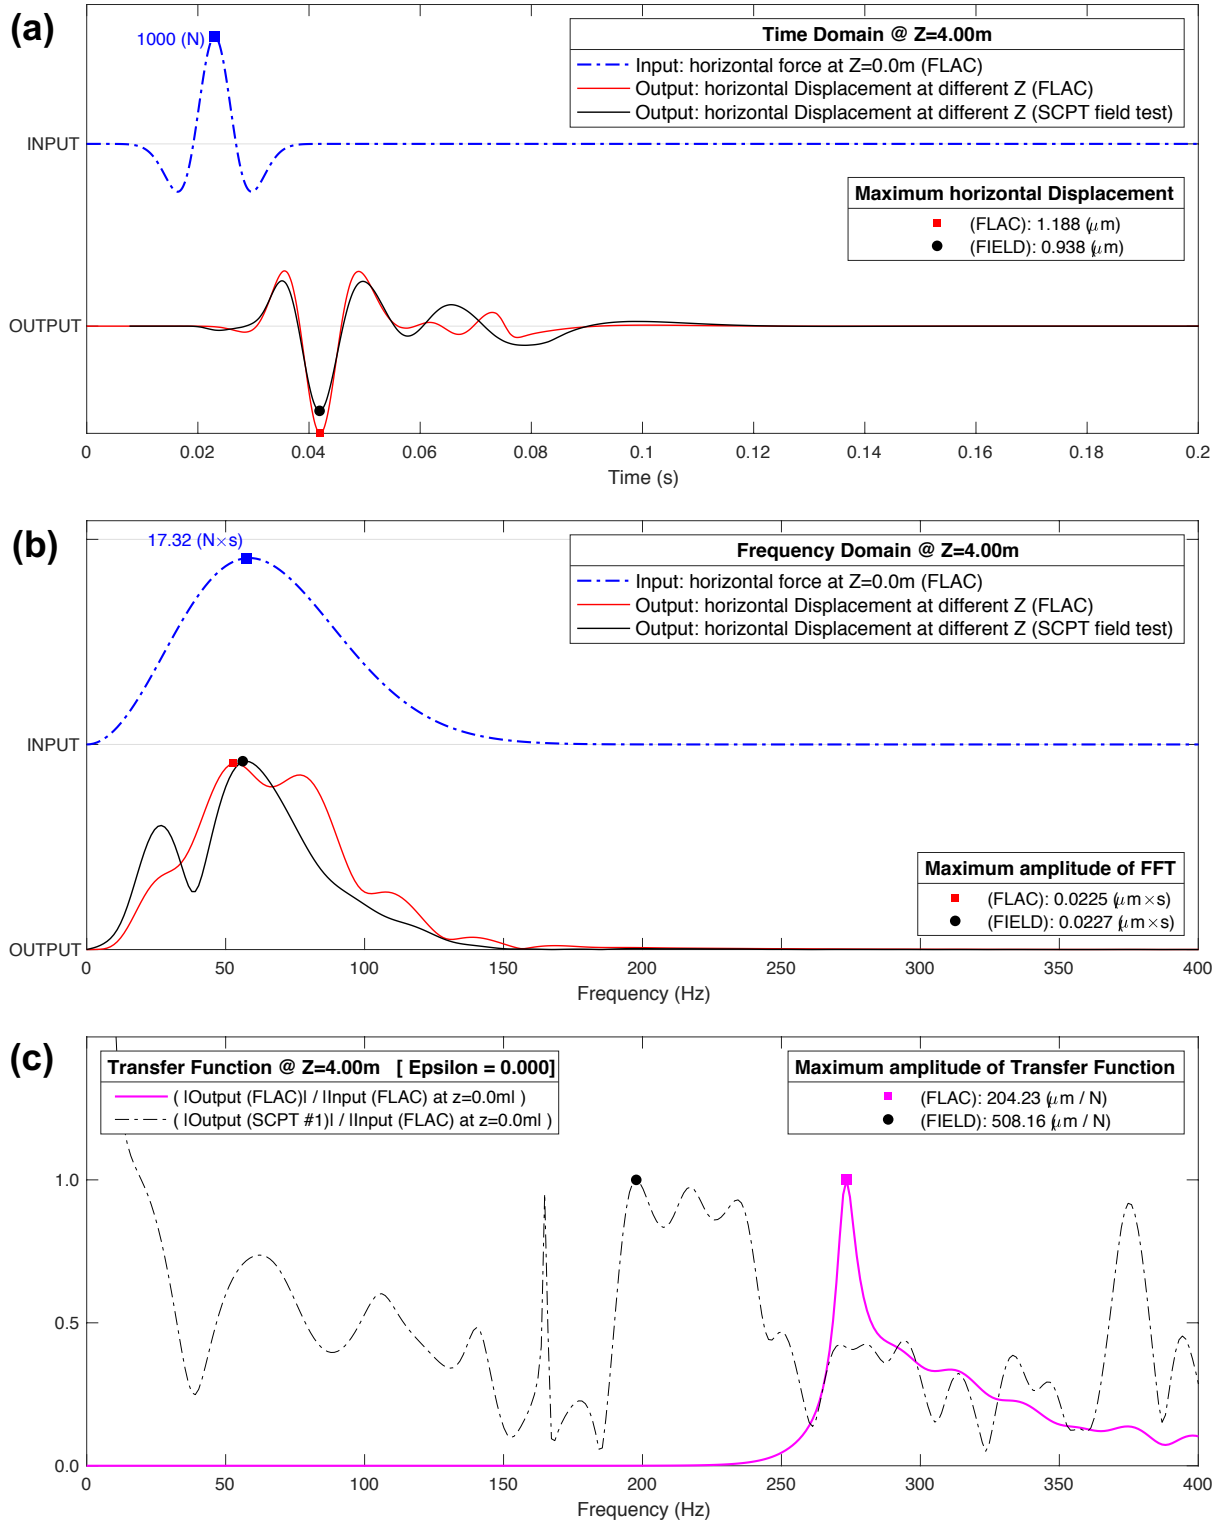 (a)
1000 (N)
Time Domain @ Z=4.00m
Input: horizontal force at Z=0.0m (FLAC)
Output: horizontal Displacement at different Z (FLAC)
Output: horizontal Displacement at different Z (SCPT field test)
INPUT
Maximum horizontal Displacement
(FLAC): 1.188 (μm)
(FIELD): 0.938 (μm)
OUTPUT
0 0.02 0.04 0.06 0.08 0.1 0.12 0.14 0.16 0.18 0.2
Time (s)
(b)
17.32 (N×s)
Frequency Domain @ Z=4.00m
Input: horizontal force at Z=0.0m (FLAC)
Output: horizontal Displacement at different Z (FLAC)
Output: horizontal Displacement at different Z (SCPT field test)
INPUT
Maximum amplitude of FFT
(FLAC): 0.0225 (μm×s)
(FIELD): 0.0227 (μm×s)
OUTPUT
0 50 100 150 200 250 300 350 400
Frequency (Hz)
(c)
Transfer Function @ Z=4.00m [ Epsilon = 0.000]
( |Output (FLAC)| / |Input (FLAC) at z=0.0m| )
( |Output (SCPT #1)| / |Input (FLAC) at z=0.0m| )
Maximum amplitude of Transfer Function
(FLAC): 204.23 (μm / N)
(FIELD): 508.16 (μm / N)
1.0
0.5
0.0
0 50 100 150 200 250 300 350 400
Frequency (Hz)